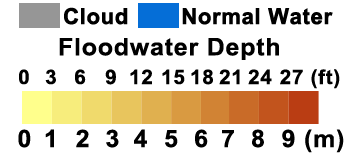 Cloud Normal Water
Floodwater Depth
0 3 6 9 12 15 18 21 24 27 (ft)
0 1 2 3 4 5 6 7 8 9 (m)